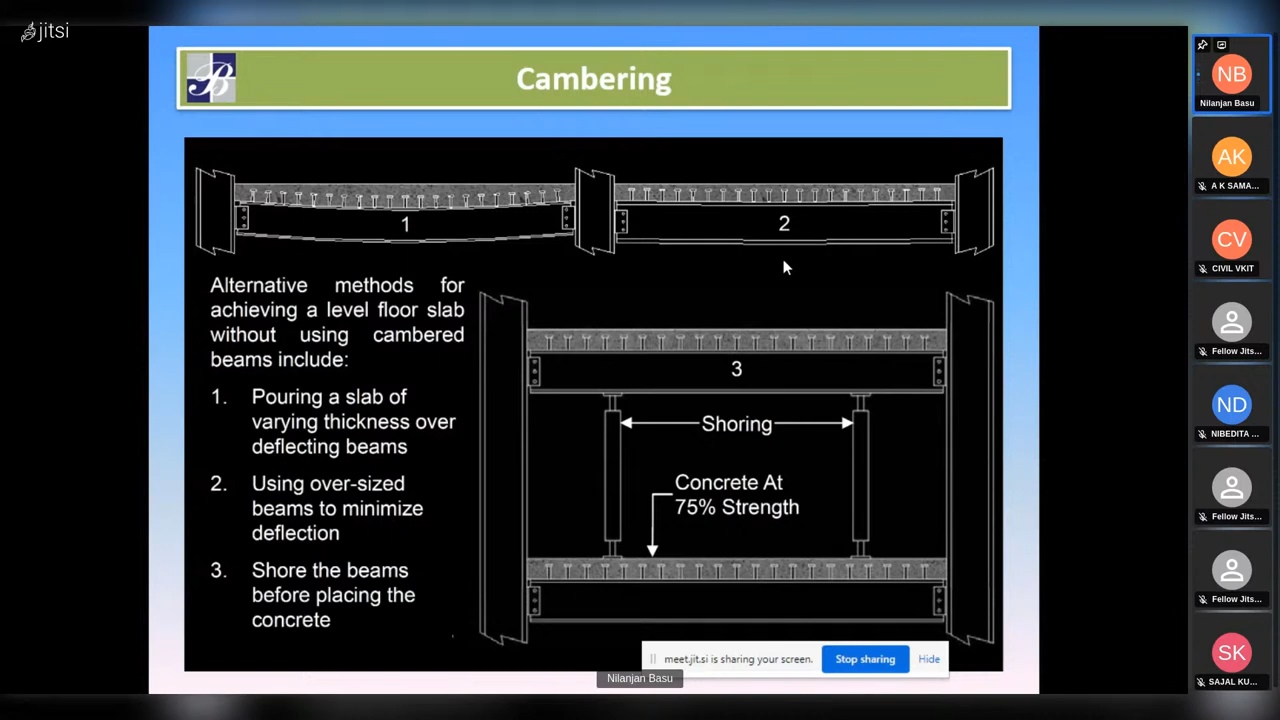 jitsi
Cambering
1
2
Alternative methods for
achieving a level floor slab
without using cambered
beams include:
1. Pouring a slab of
varying thickness over
deflecting beams
2. Using over-sized
beams to minimize
deflection
3. Shore the beams
before placing the
concrete
3
Shoring
Concrete At
75% Strength
meet.jit.si is sharing your screen. Stop sharing Hide
Nilanjan Basu
NB
Nilanjan Basu
AK
A K SAMA...
CV
CIVIL VKIT
Fellow Jits...
ND
NIBEDITA ...
Fellow Jits...
Fellow Jits...
SK
SAJAL KU...